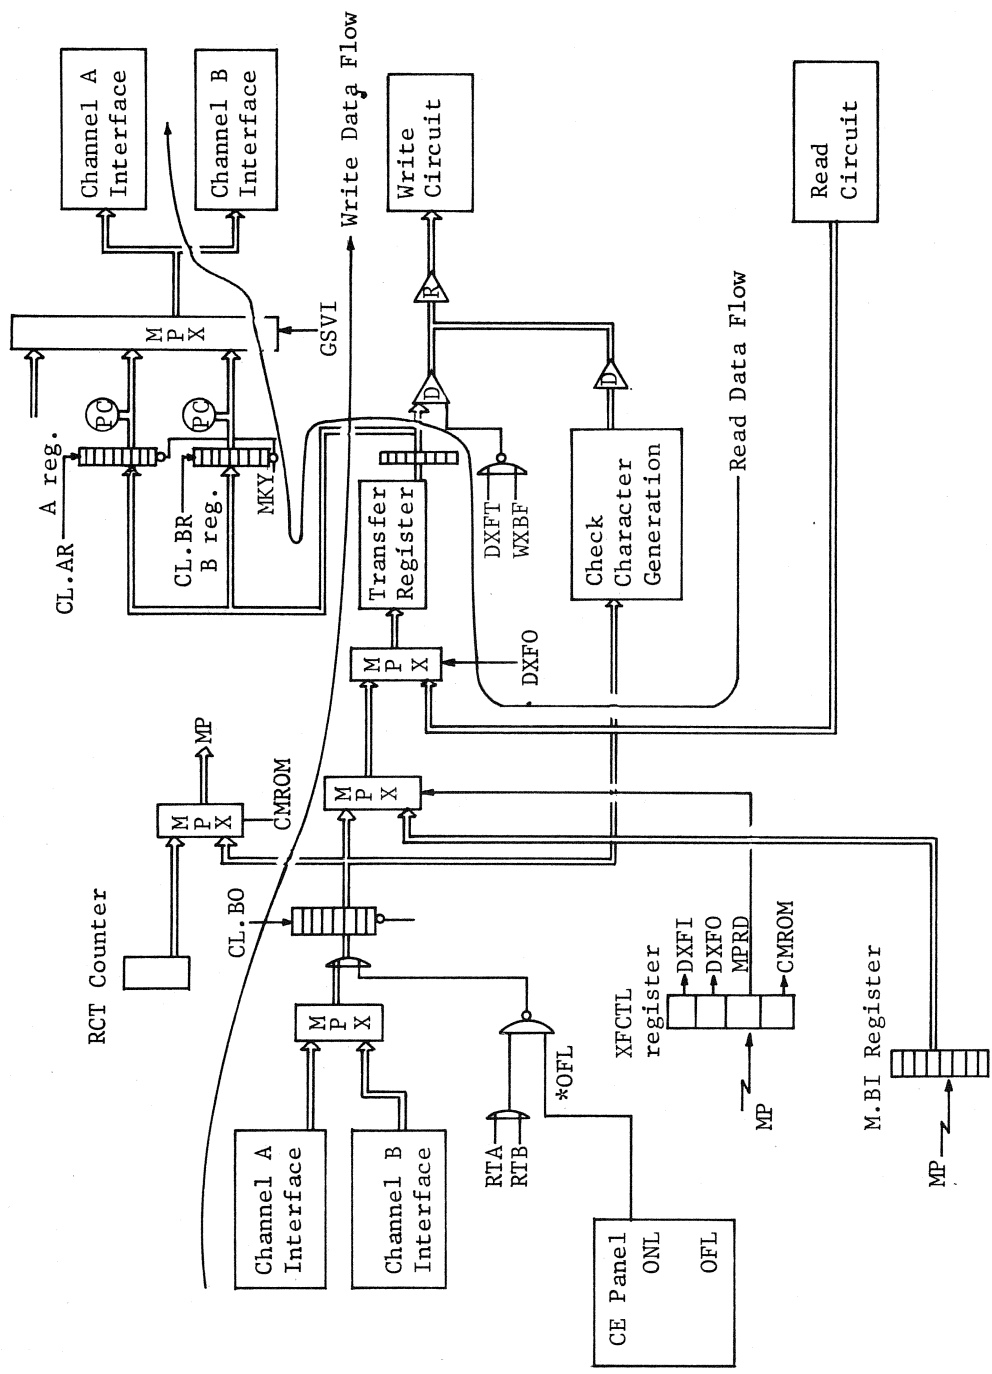 Channel A
Interface
Channel B
Interface
CE Panel
ONL
OFL
RTA
RTB
*OFL
M
P
X
RCT Counter
CL.BO
M
P
X
MP
CMROM
XFCTL
register
MP
DXFI
DXFO
MPRD
CMROM
M.BI Register
MP
M
P
X
M
P
X
DXFO
Transfer
Register
CL.AR
A reg.
CL.BR
B reg.
MKY
PC
PC
M
P
X
GSVI
Channel A
Interface
Channel B
Interface
Write Data Flow
DXFT
WXBF
D
R
Write
Circuit
Check
Character
Generation
D
Read Data Flow
Read
Circuit